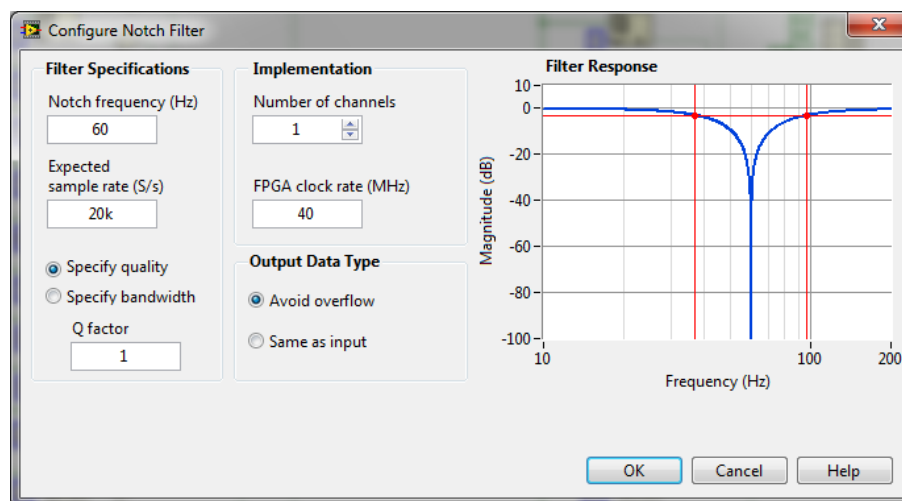 Configure Notch Filter
Filter Specifications
Notch frequency (Hz)
60
Expected
sample rate (S/s)
20k
Specify quality
Specify bandwidth
Q factor
1
Implementation
Number of channels
1
FPGA clock rate (MHz)
40
Output Data Type
Avoid overflow
Same as input
Filter Response
Magnitude (dB)
10
0
-20
-40
-60
-80
-100
10
100
200
Frequency (Hz)
OK
Cancel
Help